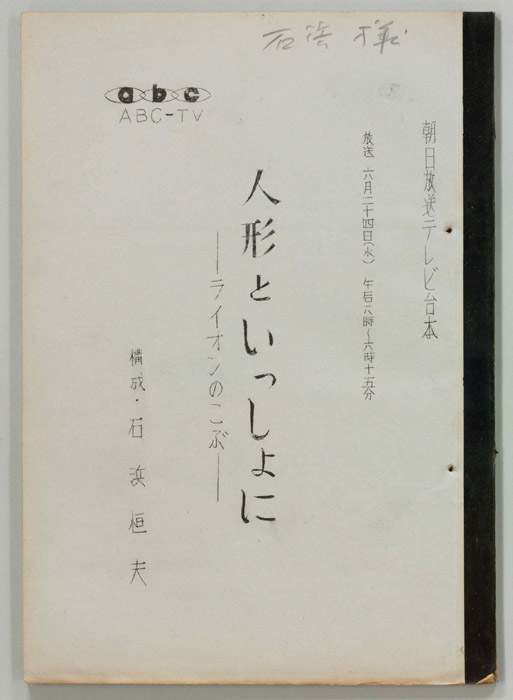 石浜様
abc
ABC-TV
朝日放送テレビ台本
放送 六月二十四日(水) 午后六時~六時十五分
人形といっしょに
――ライオンのこぶ――
構成・石浜恒夫